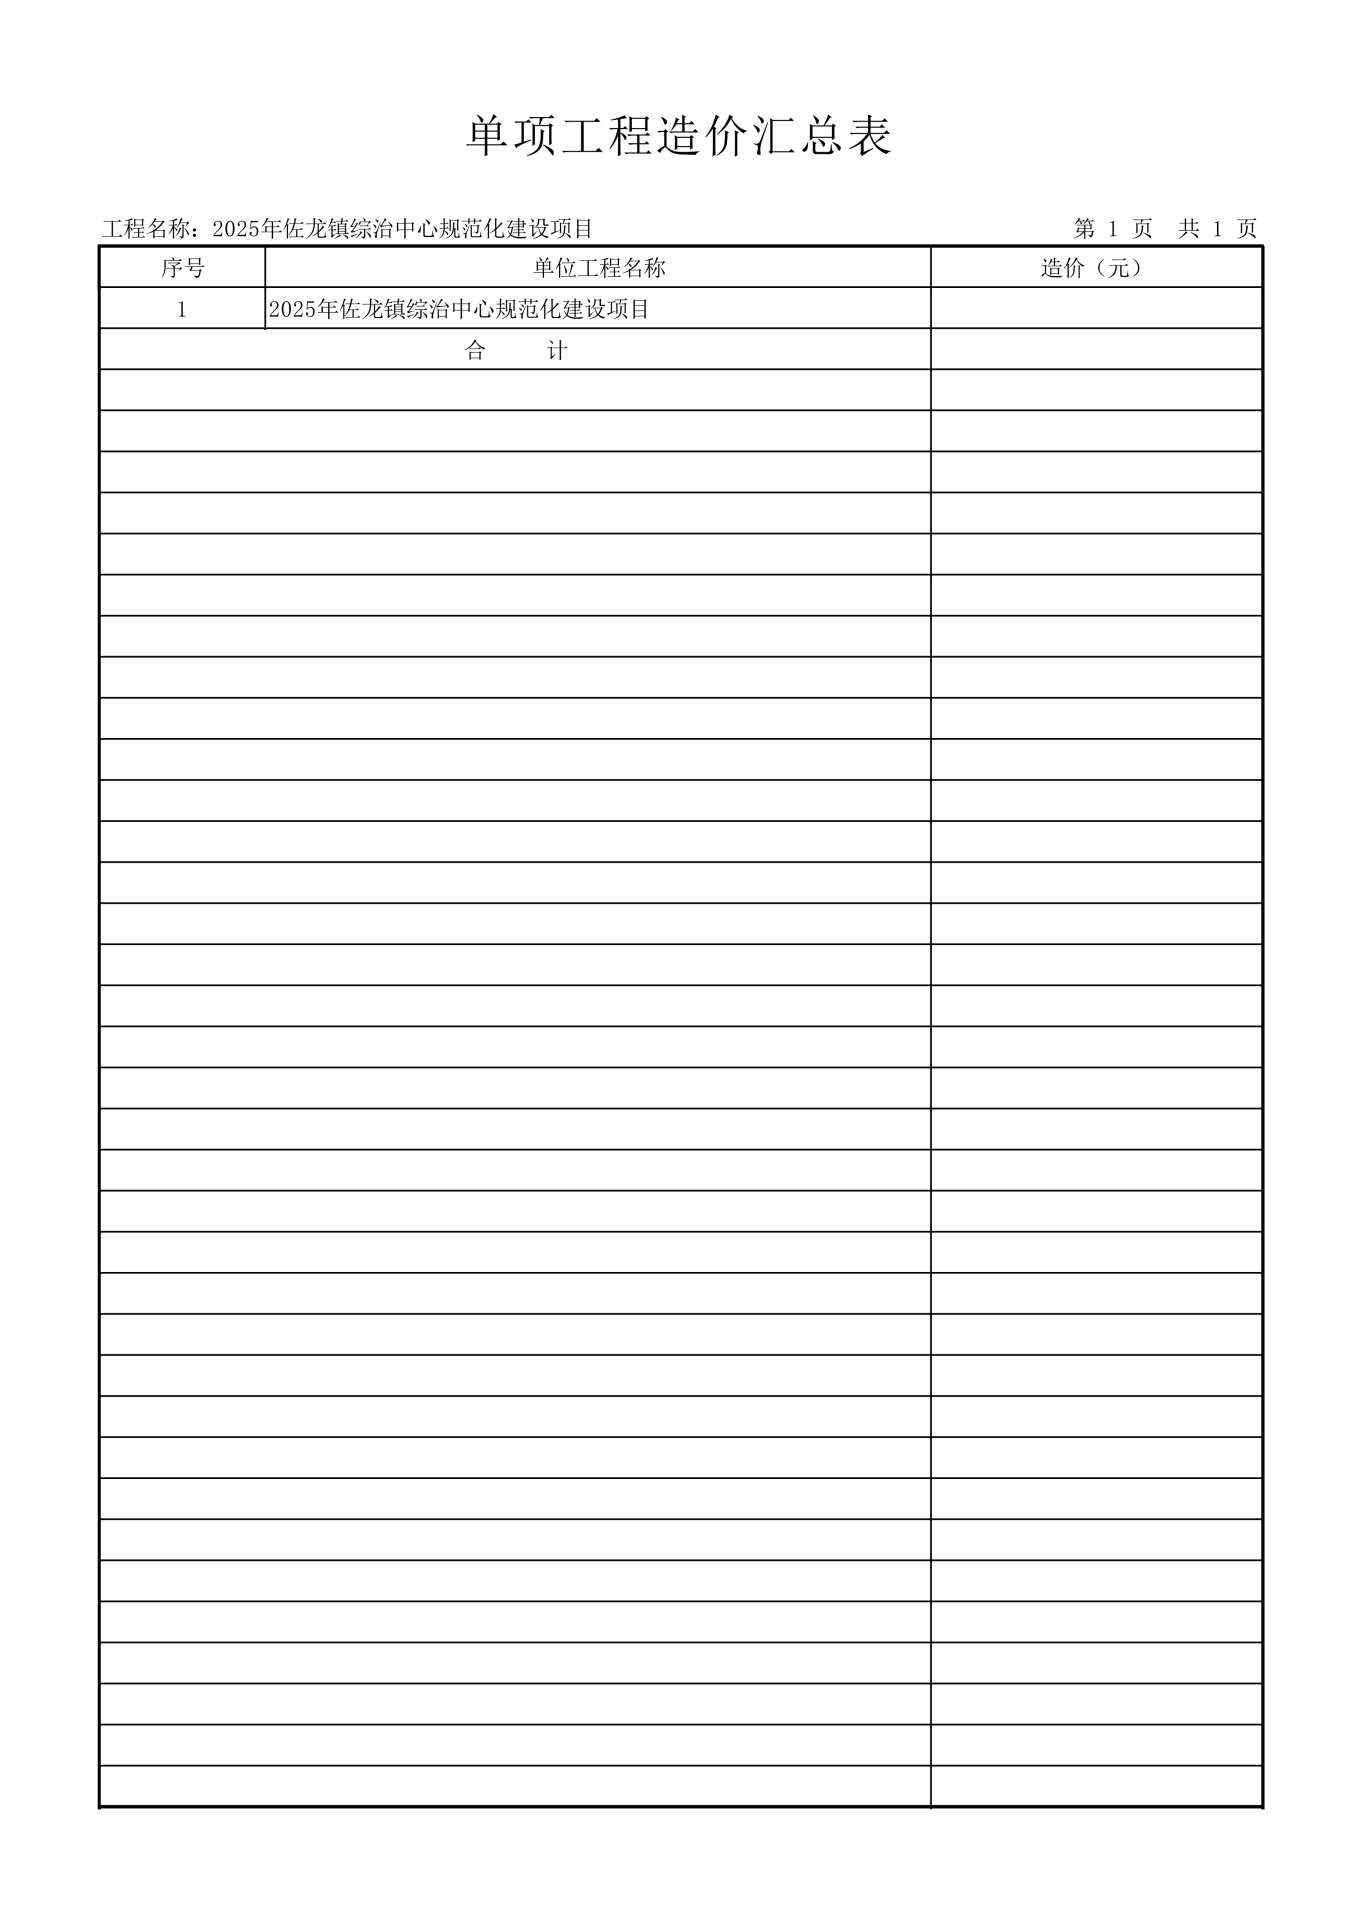 单项工程造价汇总表
工程名称：2025年佐龙镇综治中心规范化建设项目 第 1 页 共 1 页
序号 单位工程名称 造价（元）
1 2025年佐龙镇综治中心规范化建设项目
合 计